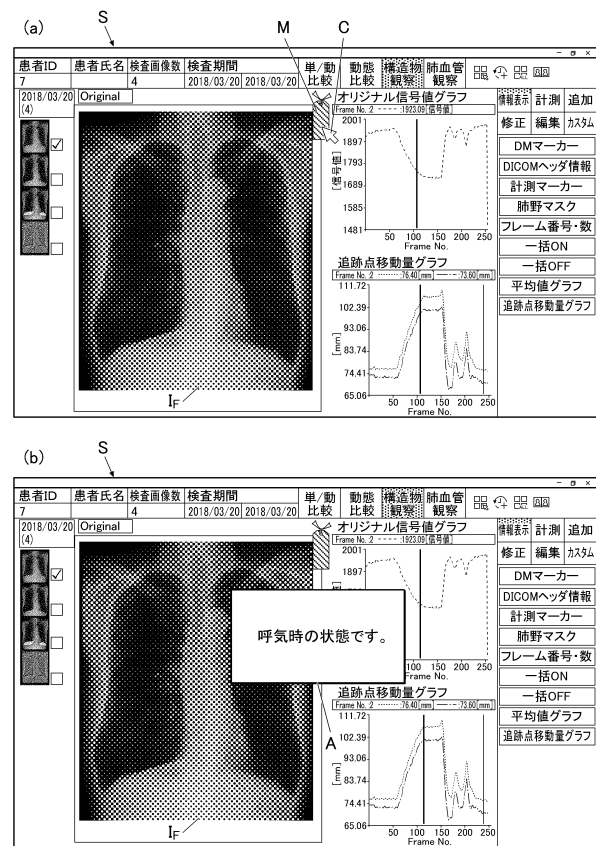 (a)
S
M
C
患者ID 患者氏名 検査画像数 検査期間
7 4 2018/03/20 2018/03/20
単/動比較 動態比較 構造物観察 肺血管観察
2018/03/20
(4)
Original
オリジナル信号値グラフ
Frame No. 2 ----:1923.09[信号値]
2001
1897
1793
1689
1585
1481
[信号値]
50 100 150 200 250
Frame No.
追跡点移動量グラフ
Frame No. 2 ········:76.40[mm] —·—·:73.60[mm]
111.72
102.39
93.06
83.74
74.41
65.06
[mm]
50 100 150 200 250
Frame No.
情報表示 計測 追加
修正 編集 カスタム
DMマーカー
DICOMヘッダ情報
計測マーカー
肺野マスク
フレーム番号・数
一括ON
一括OFF
平均値グラフ
追跡点移動量グラフ
IF
(b)
S
患者ID 患者氏名 検査画像数 検査期間
7 4 2018/03/20 2018/03/20
単/動比較 動態比較 構造物観察 肺血管観察
2018/03/20
(4)
Original
オリジナル信号値グラフ
Frame No. 2 ----:1923.09[信号値]
2001
1897
呼気時の状態です。
150 200 250
Frame No.
A
追跡点移動量グラフ
Frame No. 2 ········:76.40[mm] —·—·:73.60[mm]
111.72
102.39
93.06
83.74
74.41
65.06
[mm]
50 100 150 200 250
Frame No.
情報表示 計測 追加
修正 編集 カスタム
DMマーカー
DICOMヘッダ情報
計測マーカー
肺野マスク
フレーム番号・数
一括ON
一括OFF
平均値グラフ
追跡点移動量グラフ
IF